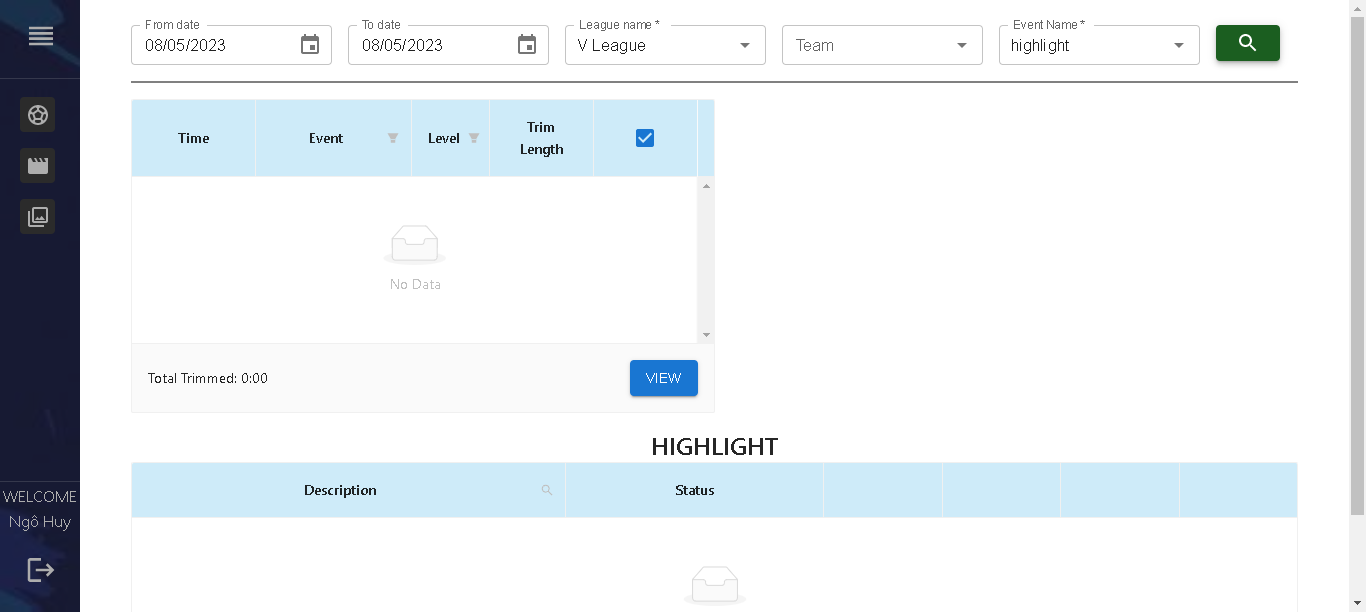 From date
To date
League name *
Event Name *
08/05/2023
08/05/2023
V League
Team
highlight
Time
Event
Level
Trim
Length
No Data
Total Trimmed: 0:00
VIEW
HIGHLIGHT
Description
Status
WELCOME
Ngô Huy